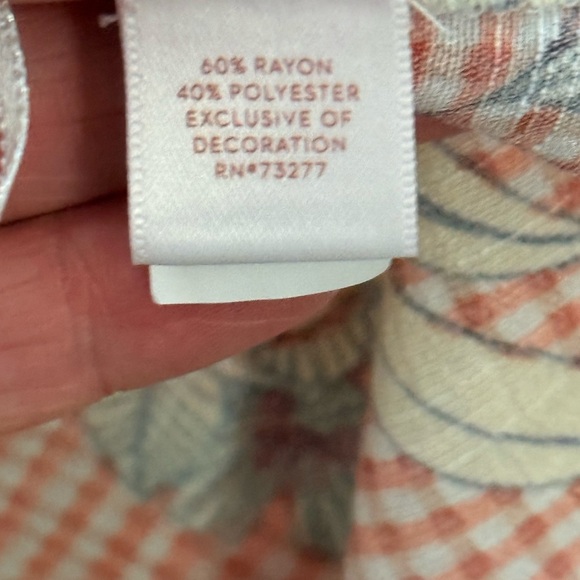 60% RAYON
40% POLYESTER
EXCLUSIVE OF
DECORATION
RN#73277